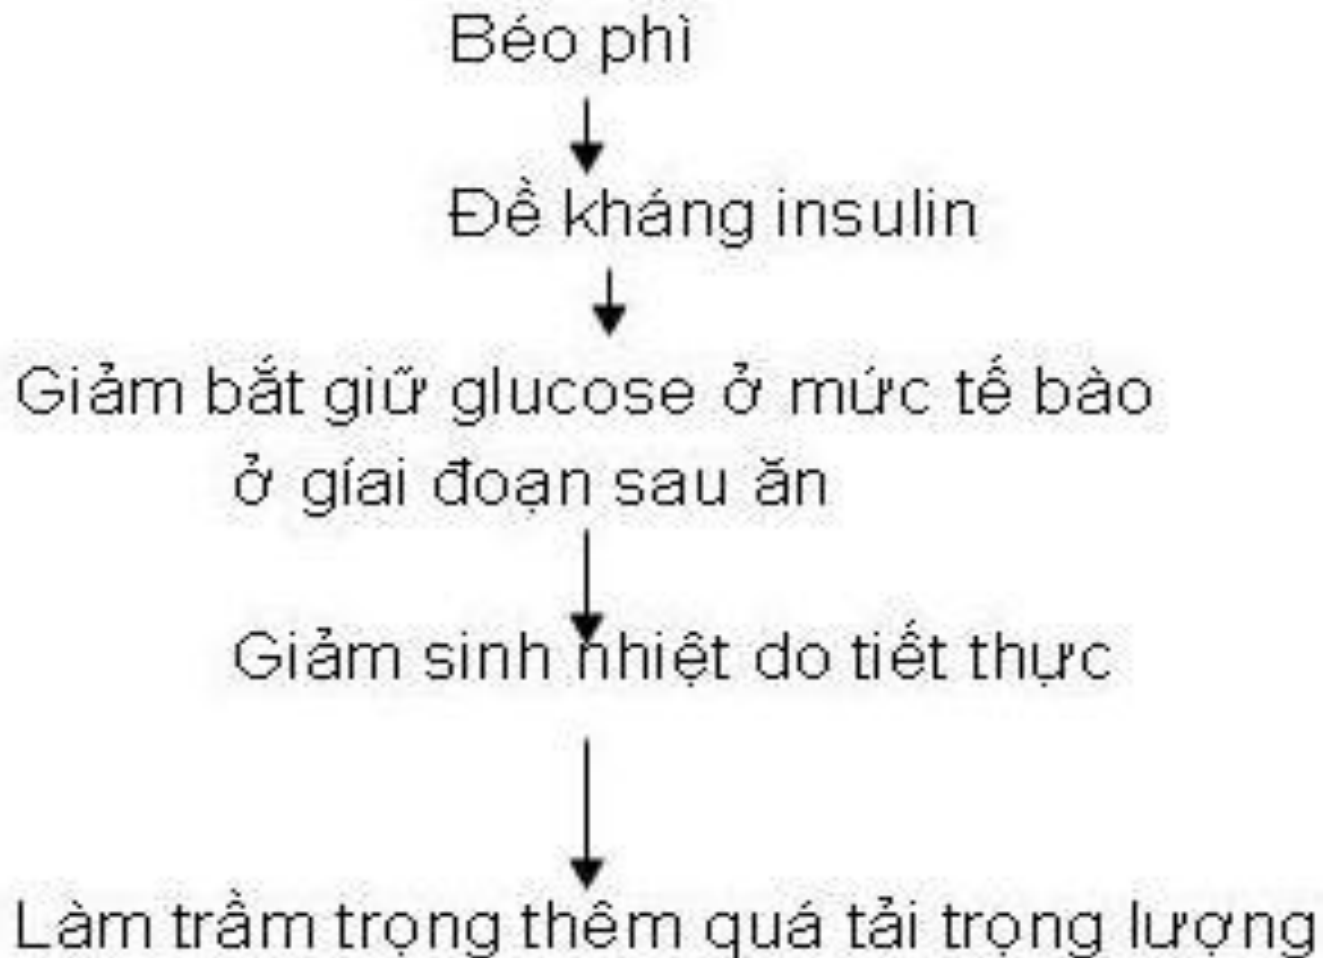 Béo phì
Đề kháng insulin
Giảm bắt giữ glucose ở mức tế bào
ở gíai đoạn sau ăn
Giảm sinh nhiệt do tiết thực
Làm trầm trọng thêm quá tải trọng lượng